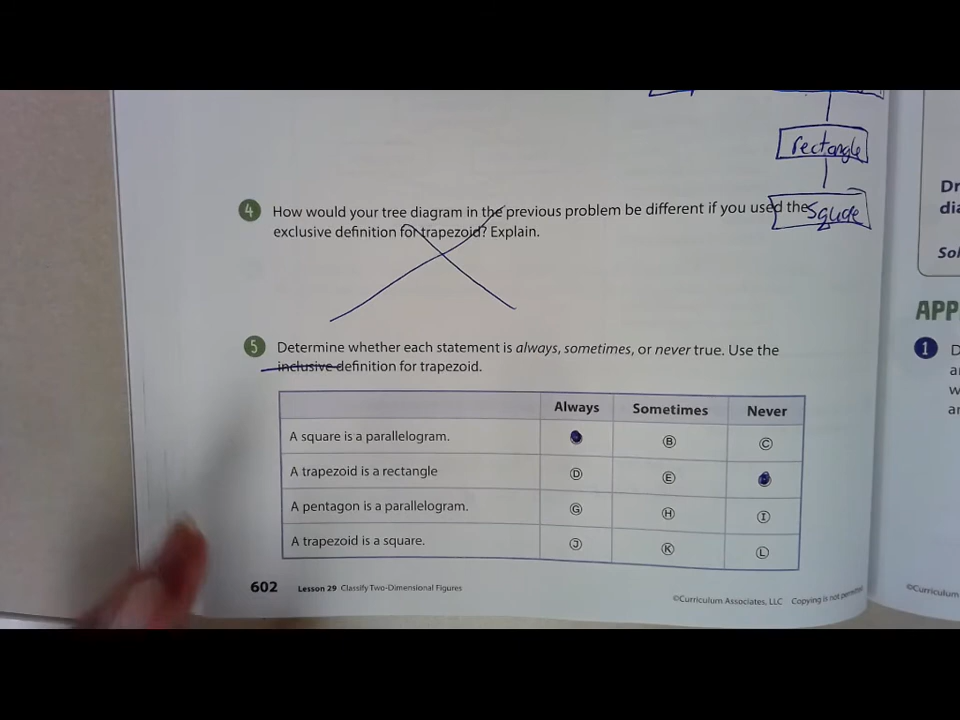 rectangle
Square
4 How would your tree diagram in the previous problem be different if you used the
exclusive definition for trapezoid? Explain.
5 Determine whether each statement is always, sometimes, or never true. Use the
inclusive definition for trapezoid.
Always Sometimes Never
A square is a parallelogram. B C
A trapezoid is a rectangle D E
A pentagon is a parallelogram. G H I
A trapezoid is a square. J K L
602 Lesson 29 Classify Two-Dimensional Figures
©Curriculum Associates, LLC Copying is not permitted.
Dr
dia
Sol
APP
1 D
an
w
an
©Curriculum